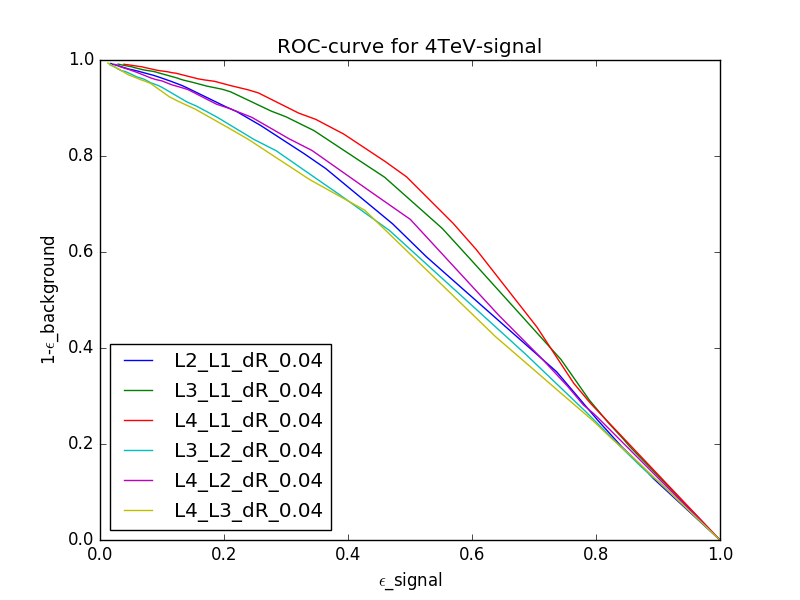 ROC-curve for 4TeV-signal
1-ϵ_background
1.0
0.8
0.6
0.4
0.2
0.0
L2_L1_dR_0.04
L3_L1_dR_0.04
L4_L1_dR_0.04
L3_L2_dR_0.04
L4_L2_dR_0.04
L4_L3_dR_0.04
0.0 0.2 0.4 0.6 0.8 1.0
ϵ_signal